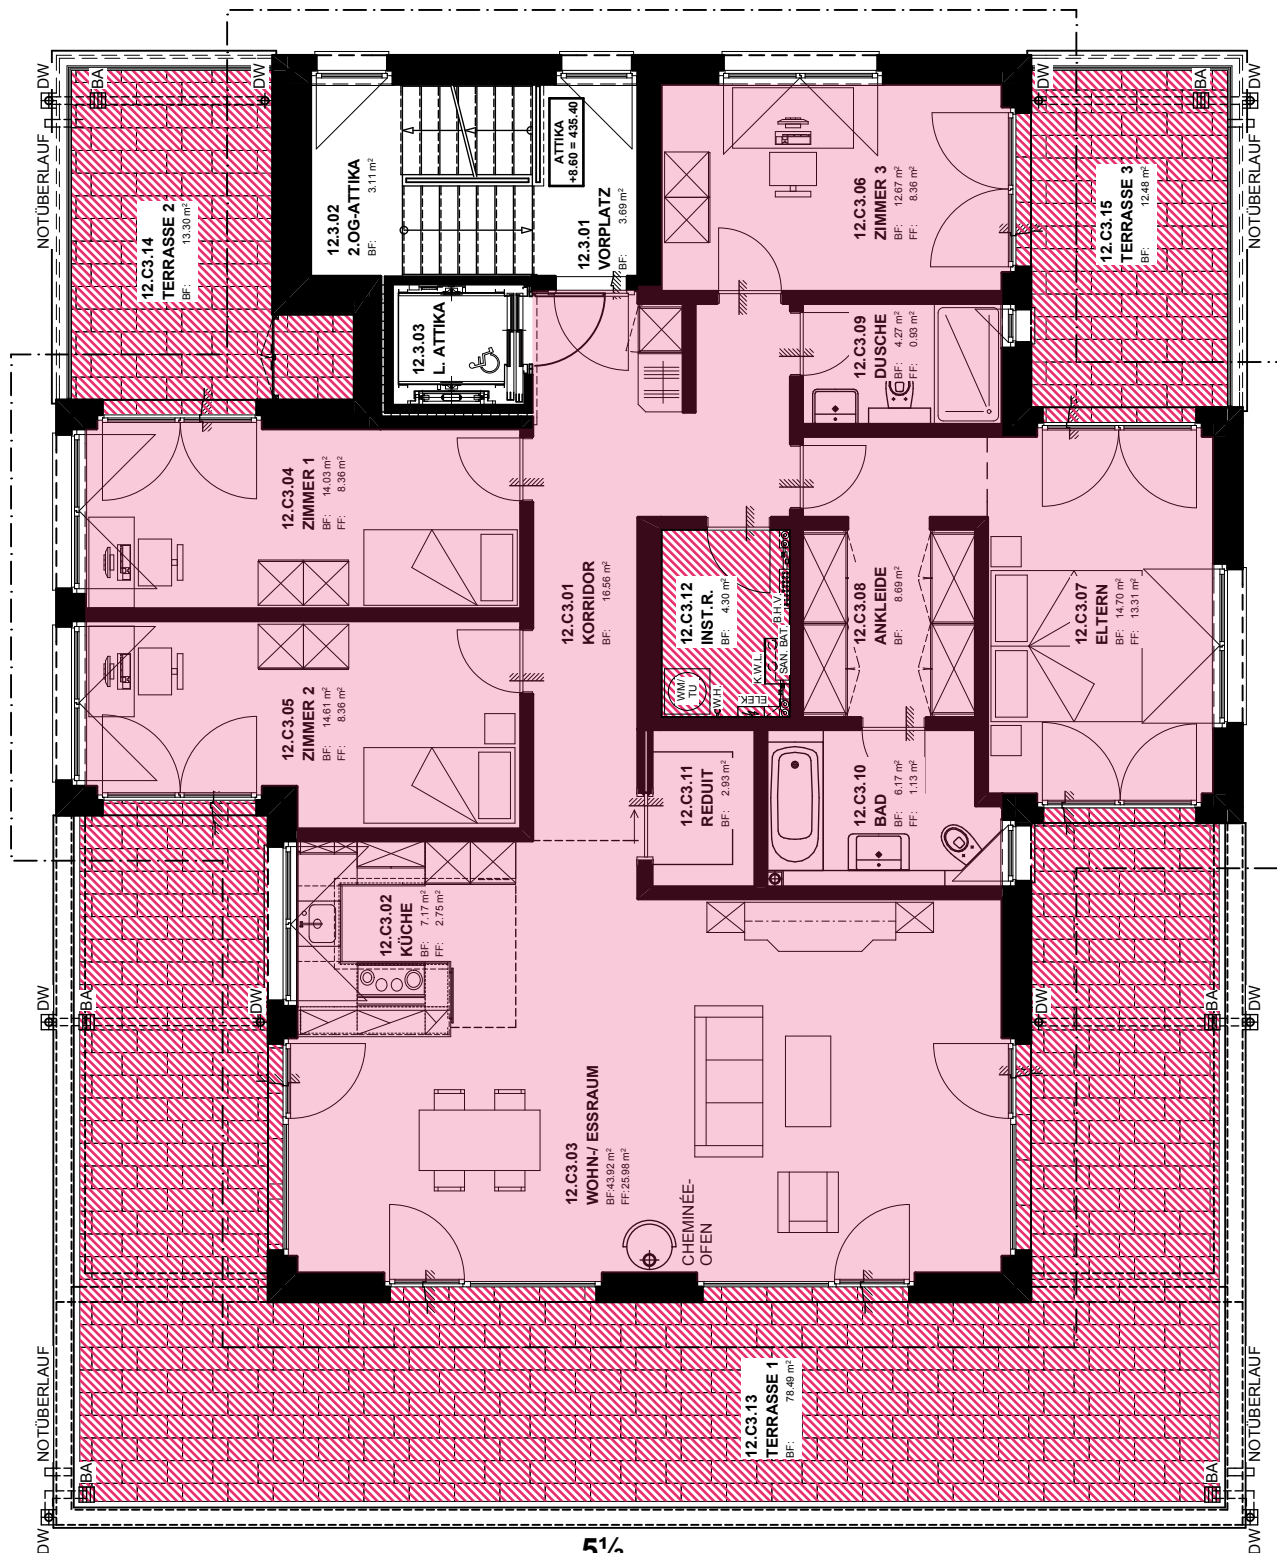 DW
BA
NOTÜBERLAUF
12.C3.14
TERRASSE 2
BF: 13.30 m²
DW
12.3.02
2.OG-ATTIKA
BF: 3.11 m²
ATTIKA
+8.60 = 435.40
12.3.01
VORPLATZ
BF: 3.69 m²
12.3.03
L. ATTIKA
12.C3.06
ZIMMER 3
BF: 12.67 m²
FF: 8.36 m²
DW
BA
DW
NOTÜBERLAUF
12.C3.15
TERRASSE 3
BF: 12.48 m²
12.C3.09
DUSCHE
BF: 4.27 m²
FF: 0.93 m²
12.C3.04
ZIMMER 1
BF: 14.03 m²
FF: 8.36 m²
12.C3.05
ZIMMER 2
BF: 14.61 m²
FF: 8.36 m²
12.C3.01
KORRIDOR
BF: 16.56 m²
12.C3.12
INST.R.
BF: 4.30 m²
WM/
TU
W.H.
ELEK
K.W.L.
SAN. BAT.
B.H.V.
12.C3.08
ANKLEIDE
BF: 8.69 m²
12.C3.07
ELTERN
BF: 14.70 m²
FF: 13.31 m²
12.C3.11
REDUIT
BF: 2.93 m²
12.C3.10
BAD
BF: 6.17 m²
FF: 1.13 m²
12.C3.02
KÜCHE
BF: 7.17 m²
FF: 2.75 m²
DW
BA
DW
DW
BA
DW
12.C3.03
WOHN-/ ESSRAUM
BF: 43.92 m²
FF: 25.98 m²
CHEMINÉE-
OFEN
12.C3.13
TERRASSE 1
BF: 78.49 m²
NOTÜBERLAUF
BA
DW
NOTÜBERLAUF
BA
DW
5½